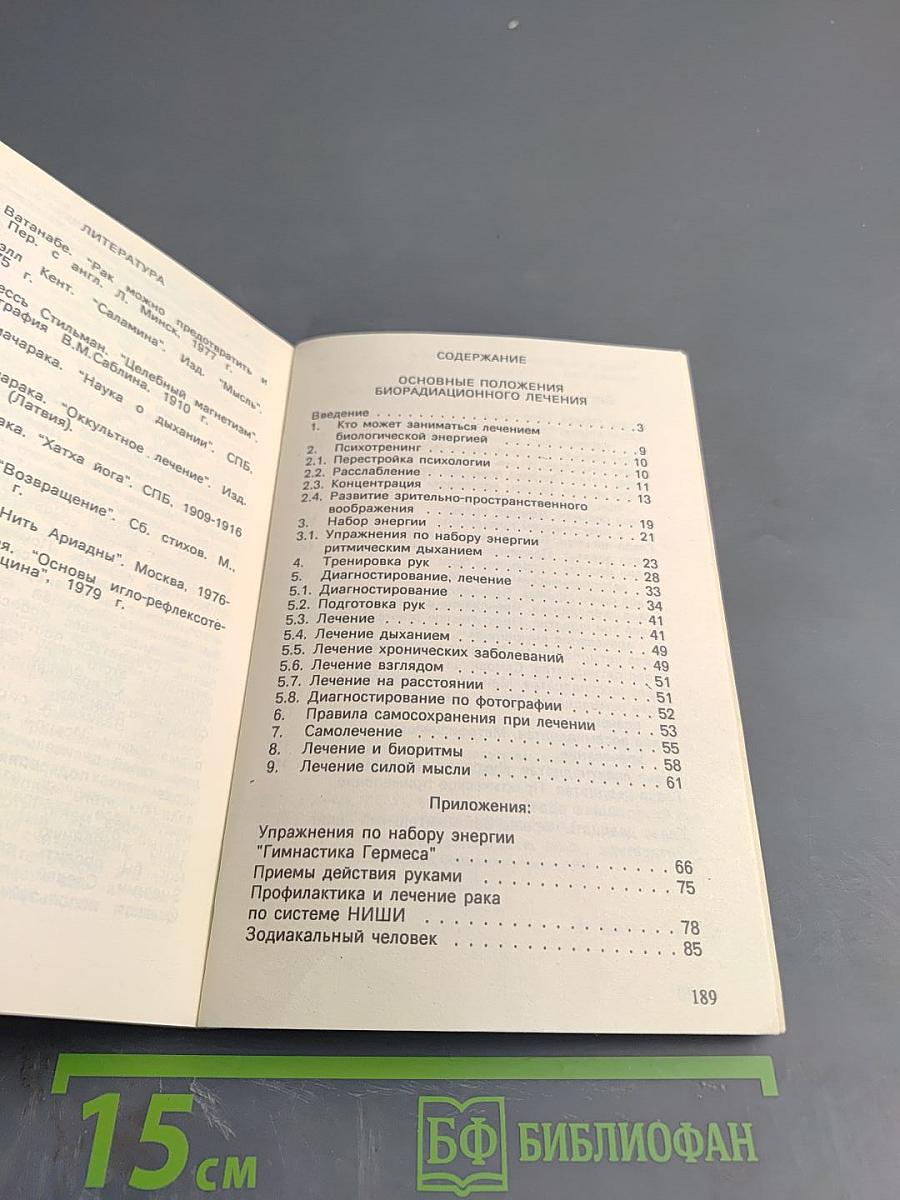 ЛИТЕРАТУРА
Ватанабе. "Рак можно предотвратить и
Пер. с англ. Л. Минск. 1977 г.
Кент. "Саламина". Изд. "Мысль".
75 г.
Стильман. "Целебный магнетизм".
В.М.Саблина. 1910 г.
"Наука о дыхании". СПБ,
"Оккультное лечение". Изд.
(Латвия).
"Хатха йога". СПБ, 1909-1916
"Возвращение". Сб. стихов. М.,
г.
Нить Ариадны". Москва, 1976-
"Основы игло-рефлексоте-
1979 г.
СОДЕРЖАНИЕ
ОСНОВНЫЕ ПОЛОЖЕНИЯ
БИОРАДИАЦИОННОГО ЛЕЧЕНИЯ
Введение . . . . . . . . . . 3
1. Кто может заниматься лечением
биологической энергией . . . . . . . . . . 9
2. Психотренинг . . . . . . . . . . 10
2.1. Перестройка психологии . . . . . . . . . . 10
2.2. Расслабление . . . . . . . . . . 11
2.3. Концентрация . . . . . . . . . . 13
2.4. Развитие зрительно-пространственного
воображения . . . . . . . . . . 19
3. Набор энергии . . . . . . . . . . 21
3.1. Упражнения по набору энергии
ритмическим дыханием . . . . . . . . . . 23
4. Тренировка рук . . . . . . . . . . 28
5. Диагностирование, лечение . . . . . . . . . . 33
5.1. Диагностирование . . . . . . . . . . 34
5.2. Подготовка рук . . . . . . . . . . 41
5.3. Лечение . . . . . . . . . . 41
5.4. Лечение дыханием . . . . . . . . . . 49
5.5. Лечение хронических заболеваний . . . . . . . . . . 49
5.6. Лечение взглядом . . . . . . . . . . 51
5.7. Лечение на расстоянии . . . . . . . . . . 51
5.8. Диагностирование по фотографии . . . . . . . . . . 52
6. Правила самосохранения при лечении . . . . . . . . . . 53
7. Самолечение . . . . . . . . . . 55
8. Лечение и биоритмы . . . . . . . . . . 58
9. Лечение силой мысли . . . . . . . . . . 61
Приложения:
Упражнения по набору энергии
"Гимнастика Гермеса" . . . . . . . . . . 66
Приемы действия руками . . . . . . . . . . 75
Профилактика и лечение рака
по системе НИШИ . . . . . . . . . . 78
Зодиакальный человек . . . . . . . . . . 85
189
15 см
БФ БИБЛИОФАН